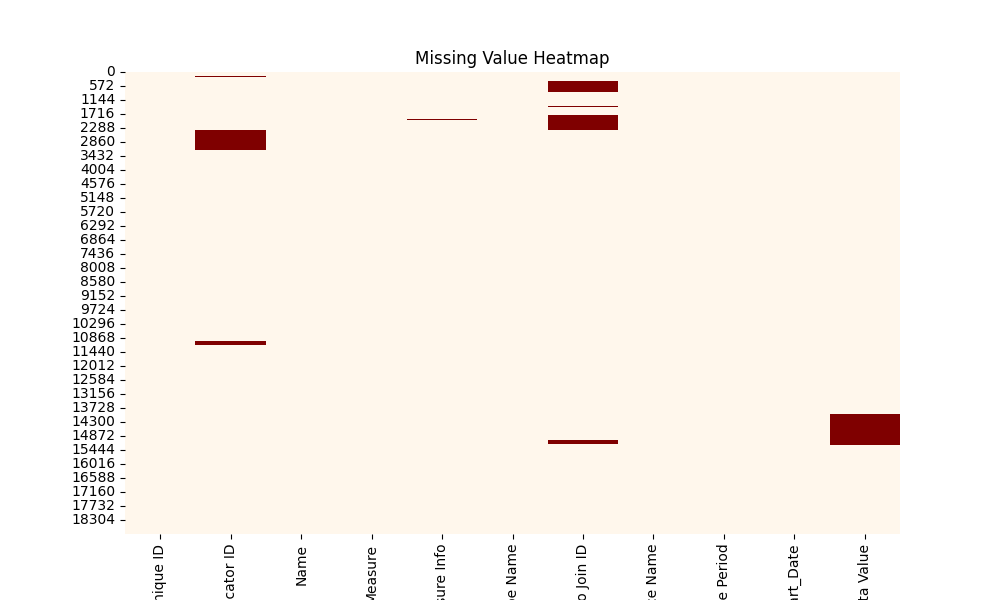 Missing Value Heatmap
0
572
1144
1716
2288
2860
3432
4004
4576
5148
5720
6292
6864
7436
8008
8580
9152
9724
10296
10868
11440
12012
12584
13156
13728
14300
14872
15444
16016
16588
17160
17732
18304
nique ID
cator ID
Name
Measure
sure Info
pe Name
o Join ID
ce Name
e Period
art_Date
ta Value